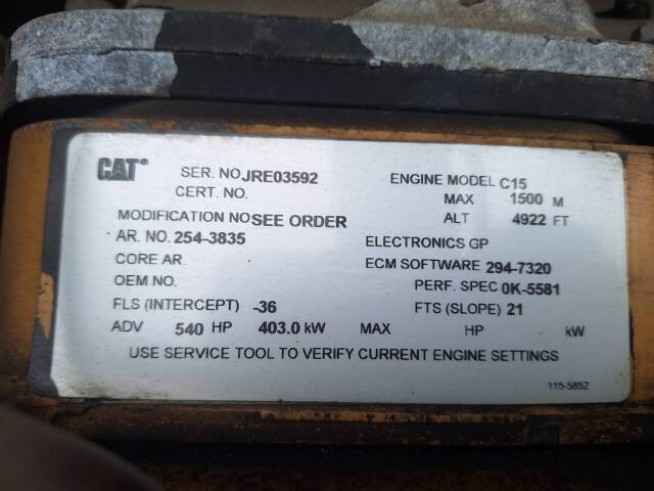 CAT®
SER. NO JRE03592
ENGINE MODEL C15
CERT. NO.
MAX 1500 M
MODIFICATION NO SEE ORDER
ALT 4922 FT
AR. NO. 254-3835
ELECTRONICS GP
CORE AR.
ECM SOFTWARE 294-7320
OEM NO.
PERF. SPEC 0K-5581
FLS (INTERCEPT) -36
FTS (SLOPE) 21
ADV 540 HP 403.0 kW MAX HP kW
USE SERVICE TOOL TO VERIFY CURRENT ENGINE SETTINGS
115-5852